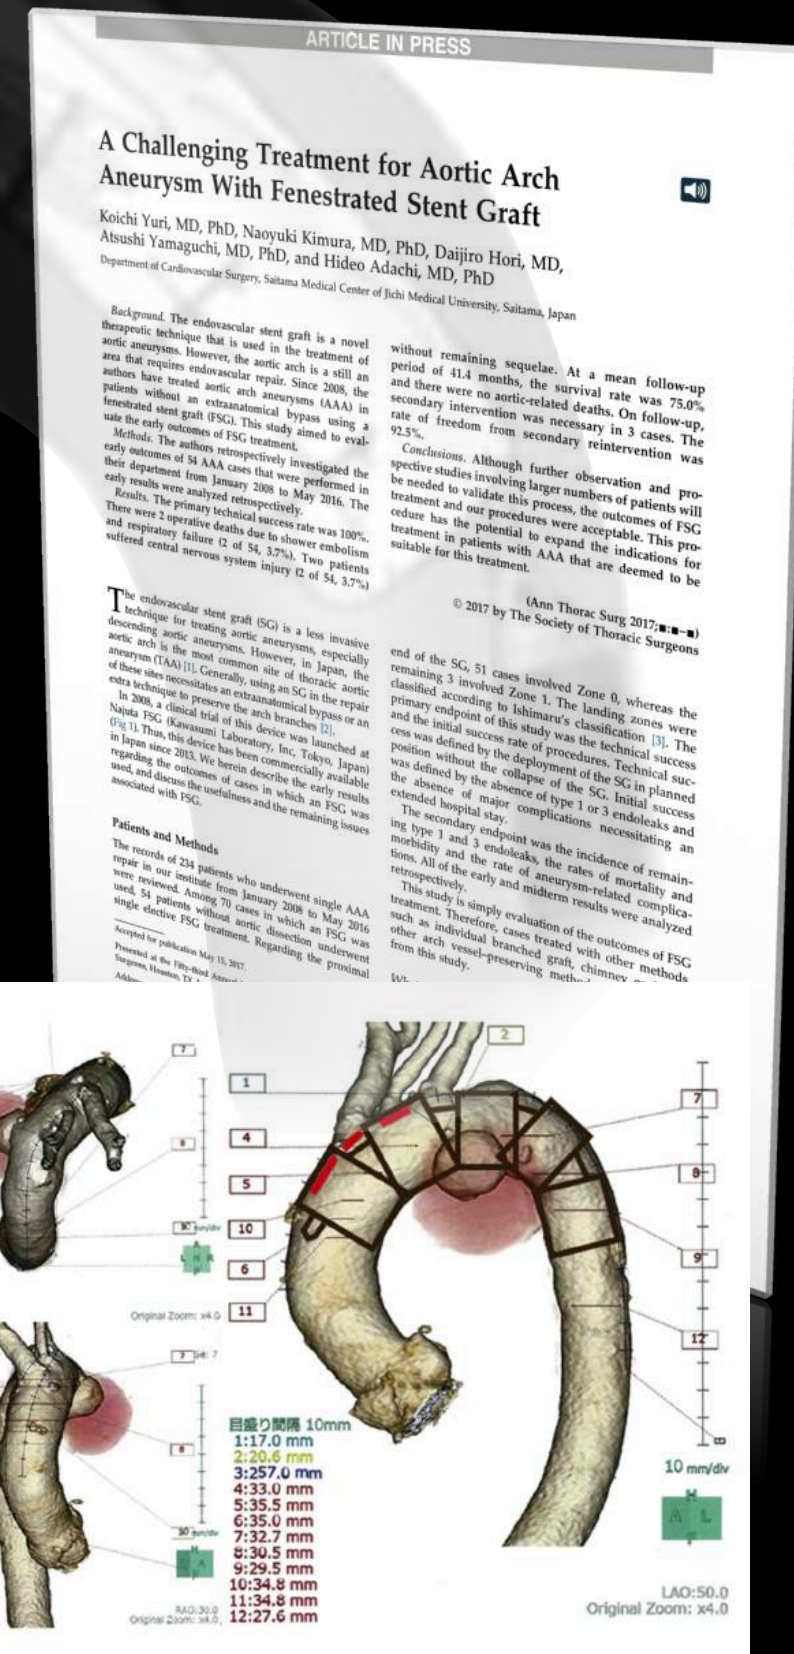 ARTICLE IN PRESS
A Challenging Treatment for Aortic Arch
Aneurysm With Fenestrated Stent Graft
Koichi Yuri, MD, PhD, Naoyuki Kimura, MD, PhD, Daijiro Hori, MD,
Atsushi Yamaguchi, MD, PhD, and Hideo Adachi, MD, PhD
Department of Cardiovascular Surgery, Saitama Medical Center of Jichi Medical University, Saitama, Japan
Background. The endovascular stent graft is a novel
therapeutic technique that is used in the treatment of
aortic aneurysms. However, the aortic arch is a still an
area that requires endovascular repair. Since 2008, the
authors have treated aortic arch aneurysms (AAA) in
patients without an extraanatomical bypass using a
fenestrated stent graft (FSG). This study aimed to eval-
uate the early outcomes of FSG treatment.
Methods. The authors retrospectively investigated the
early outcomes of 54 AAA cases that were performed in
their department from January 2008 to May 2016. The
early results were analyzed retrospectively.
Results. The primary technical success rate was 100%.
There were 2 operative deaths due to shower embolism
and respiratory failure (2 of 54, 3.7%). Two patients
suffered central nervous system injury (2 of 54, 3.7%)
without remaining sequelae. At a mean follow-up
period of 41.4 months, the survival rate was 75.0%
and there were no aortic-related deaths. On follow-up,
secondary intervention was necessary in 3 cases. The
rate of freedom from secondary reintervention was
92.5%.
Conclusions. Although further observation and pro-
spective studies involving larger numbers of patients will
be needed to validate this process, the outcomes of FSG
treatment and our procedures were acceptable. This pro-
cedure has the potential to expand the indications for
treatment in patients with AAA that are deemed to be
suitable for this treatment.
(Ann Thorac Surg 2017;■:■–■)
© 2017 by The Society of Thoracic Surgeons
The endovascular stent graft (SG) is a less invasive
technique for treating aortic aneurysms, especially
descending aortic aneurysms. However, in Japan, the
aortic arch is the most common site of thoracic aortic
aneurysm (TAA) [1]. Generally, using an SG in the repair
of these sites necessitates an extraanatomical bypass or an
extra technique to preserve the arch branches [2].
In 2008, a clinical trial of this device was launched at
Najuta FSG (Kawasumi Laboratory, Inc, Tokyo, Japan)
(Fig 1). Thus, this device has been commercially available
in Japan since 2013. We herein describe the early results
regarding the outcomes of cases in which an FSG was
used, and discuss the usefulness and the remaining issues
associated with FSG.
Patients and Methods
The records of 234 patients who underwent single AAA
repair in our institute from January 2008 to May 2016
were reviewed. Among 70 cases in which an FSG was
used, 54 patients without aortic dissection underwent
single elective FSG treatment. Regarding the proximal
Accepted for publication May 15, 2017.
Presented at the Fifty-third Annual
Surgeons, Houston, TX
end of the SG, 51 cases involved Zone 0, whereas the
remaining 3 involved Zone 1. The landing zones were
classified according to Ishimaru's classification [3]. The
primary endpoint of this study was the technical success
and the initial success rate of procedures. Technical suc-
cess was defined by the deployment of the SG in planned
position without the collapse of the SG. Initial success
was defined by the absence of type 1 or 3 endoleaks and
the absence of major complications necessitating an
extended hospital stay.
The secondary endpoint was the incidence of remain-
ing type 1 and 3 endoleaks, the rates of mortality and
morbidity and the rate of aneurysm-related complica-
tions. All of the early and midterm results were analyzed
retrospectively.
This study is simply evaluation of the outcomes of FSG
treatment. Therefore, cases treated with other methods
such as individual branched graft, chimney
other arch vessel-preserving
from this study.
7
8
Original Zoom: x4.0
7
8
30 mm/div
RAO:30.0
Original Zoom: x4.0
1
2
4
5
10
6
11
7
8
9
12
10 mm/div
A L
LAO:50.0
Original Zoom: x4.0
目盛り間隔 10mm
1:17.0 mm
2:20.6 mm
3:257.0 mm
4:33.0 mm
5:35.5 mm
6:35.0 mm
7:32.7 mm
8:30.5 mm
9:29.5 mm
10:34.8 mm
11:34.8 mm
12:27.6 mm